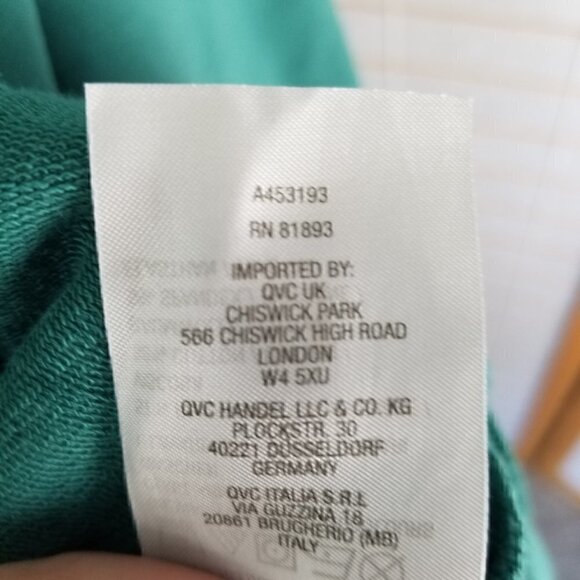 A453193
RN 81893
IMPORTED BY:
QVC UK
CHISWICK PARK
566 CHISWICK HIGH ROAD
LONDON
W4 5XU
QVC HANDEL LLC & CO. KG
PLOCKSTR. 30
40221 DÜSSELDORF
GERMANY
QVC ITALIA S.R.L
VIA GUZZINA 18
20861 BRUGHERIO (MB)
ITALY